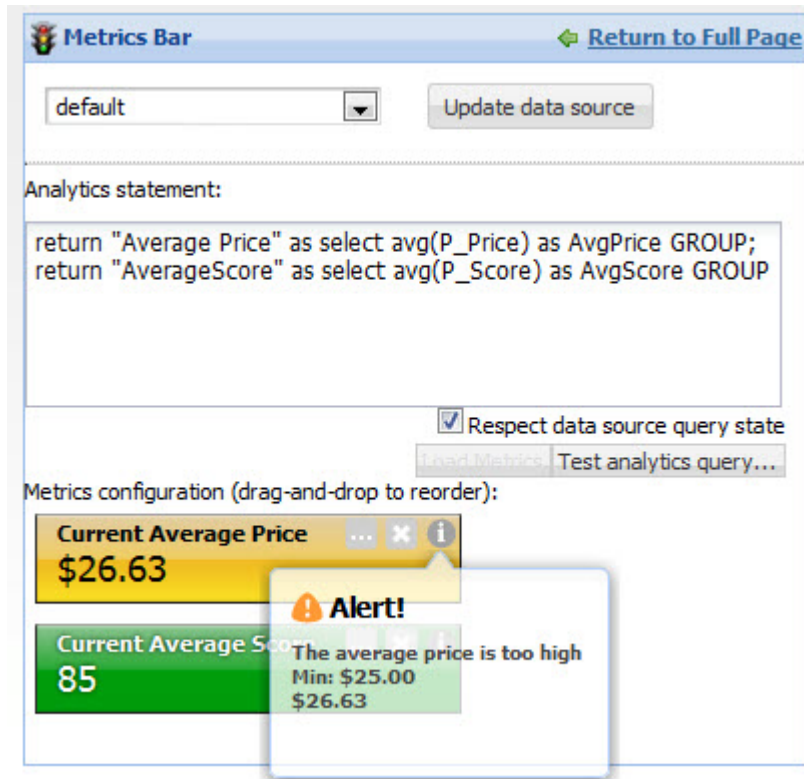 Metrics Bar
Return to Full Page
default
Update data source
Analytics statement:
return "Average Price" as select avg(P_Price) as AvgPrice GROUP;
return "AverageScore" as select avg(P_Score) as AvgScore GROUP
Respect data source query state
Load Metrics
Test analytics query...
Metrics configuration (drag-and-drop to reorder):
Current Average Price
$26.63
Alert!
The average price is too high
Min: $25.00
$26.63
Current Average Score
85